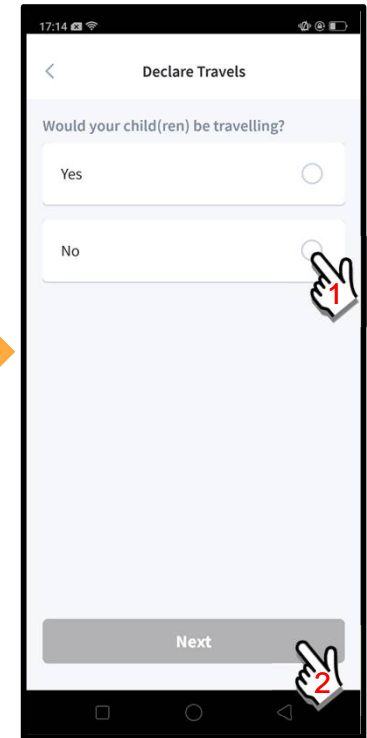 17:14
Declare Travels
Would your child(ren) be travelling?
Yes
No
1
Next
2